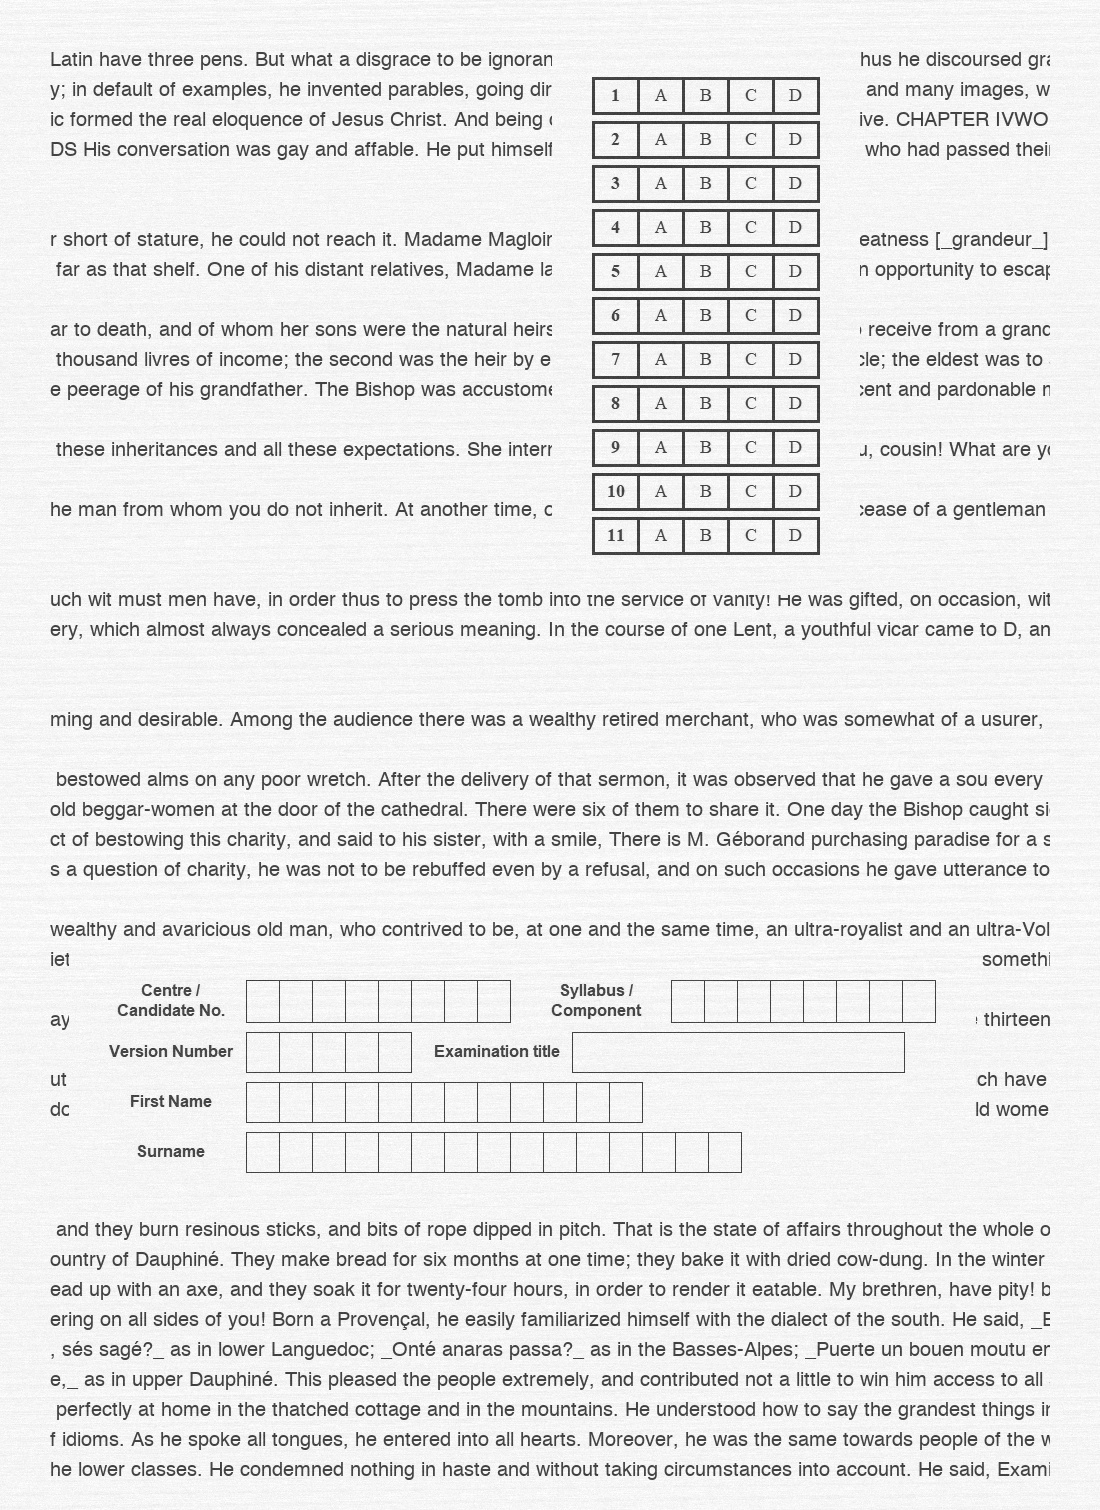 Latin have three pens. But what a disgrace to be ignoran hus he discoursed gra
y; in default of examples, he invented parables, going dir and many images, w
ic formed the real eloquence of Jesus Christ. And being ive. CHAPTER IVWO
DS His conversation was gay and affable. He put himself who had passed their
r short of stature, he could not reach it. Madame Magloir eatness [_grandeur_]
far as that shelf. One of his distant relatives, Madame la n opportunity to escap
ar to death, and of whom her sons were the natural heirs receive from a grand
thousand livres of income; the second was the heir by e cle; the eldest was to
e peerage of his grandfather. The Bishop was accustome cent and pardonable m
these inheritances and all these expectations. She interr u, cousin! What are yo
he man from whom you do not inherit. At another time, c cease of a gentleman
1 A B C D
2 A B C D
3 A B C D
4 A B C D
5 A B C D
6 A B C D
7 A B C D
8 A B C D
9 A B C D
10 A B C D
11 A B C D
uch wit must men have, in order thus to press the tomb into the service of vanity! He was gifted, on occasion, wit
ery, which almost always concealed a serious meaning. In the course of one Lent, a youthful vicar came to D, an
ming and desirable. Among the audience there was a wealthy retired merchant, who was somewhat of a usurer,
bestowed alms on any poor wretch. After the delivery of that sermon, it was observed that he gave a sou every
old beggar-women at the door of the cathedral. There were six of them to share it. One day the Bishop caught si
ct of bestowing this charity, and said to his sister, with a smile, There is M. Géborand purchasing paradise for a s
s a question of charity, he was not to be rebuffed even by a refusal, and on such occasions he gave utterance to
wealthy and avaricious old man, who contrived to be, at one and the same time, an ultra-royalist and an ultra-Vol
iet somethi
ay thirteen
ut ch have
do ld wome
Centre / Candidate No.
Syllabus / Component
Version Number
Examination title
First Name
Surname
and they burn resinous sticks, and bits of rope dipped in pitch. That is the state of affairs throughout the whole o
ountry of Dauphiné. They make bread for six months at one time; they bake it with dried cow-dung. In the winter
ead up with an axe, and they soak it for twenty-four hours, in order to render it eatable. My brethren, have pity! b
ering on all sides of you! Born a Provençal, he easily familiarized himself with the dialect of the south. He said, _E
, sés sagé?_ as in lower Languedoc; _Onté anaras passa?_ as in the Basses-Alpes; _Puerte un bouen moutu em
e,_ as in upper Dauphiné. This pleased the people extremely, and contributed not a little to win him access to all
perfectly at home in the thatched cottage and in the mountains. He understood how to say the grandest things in
f idioms. As he spoke all tongues, he entered into all hearts. Moreover, he was the same towards people of the w
he lower classes. He condemned nothing in haste and without taking circumstances into account. He said, Exami